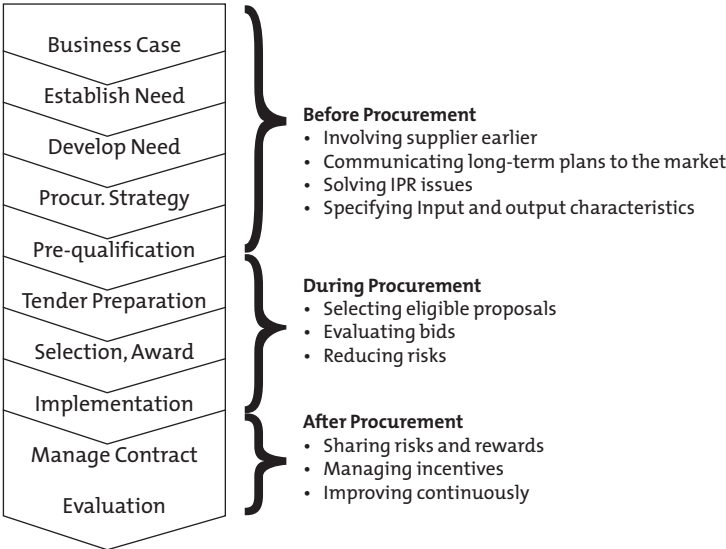 Business Case
Establish Need
Develop Need
Procur. Strategy
Pre-qualification
Tender Preparation
Selection, Award
Implementation
Manage Contract
Evaluation
Before Procurement
• Involving supplier earlier
• Communicating long-term plans to the market
• Solving IPR issues
• Specifying Input and output characteristics
During Procurement
• Selecting eligible proposals
• Evaluating bids
• Reducing risks
After Procurement
• Sharing risks and rewards
• Managing incentives
• Improving continuously